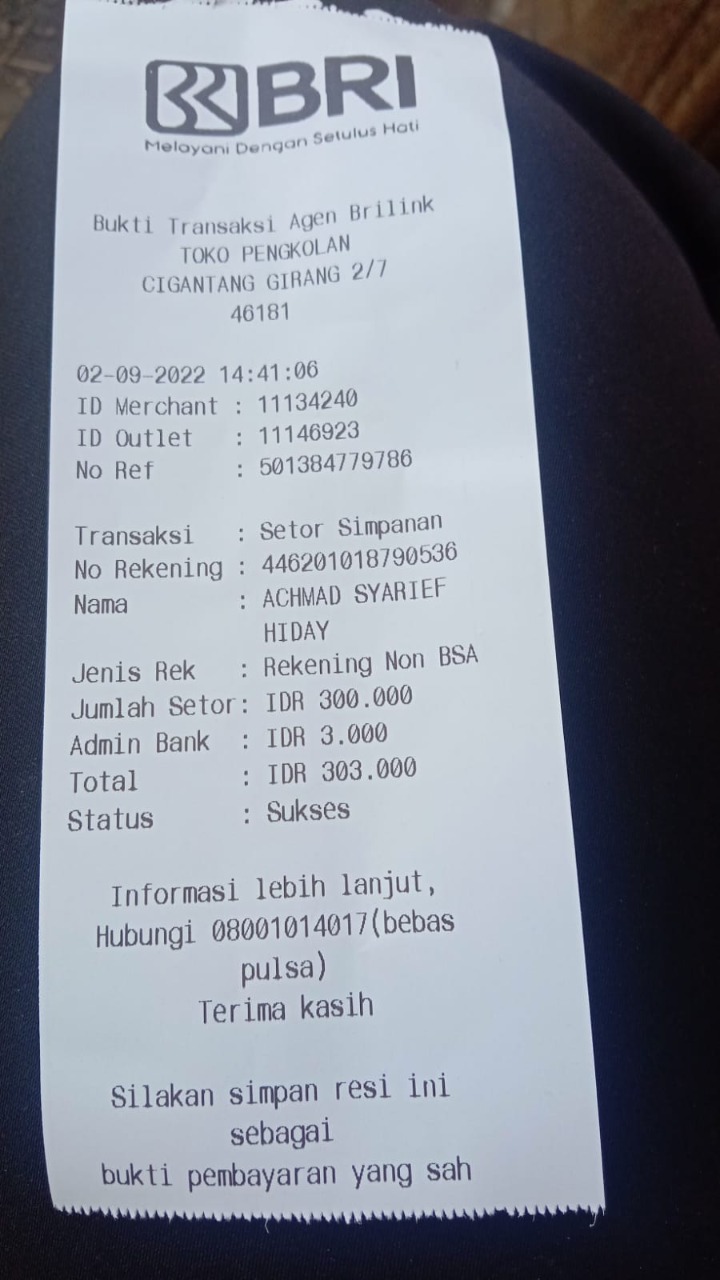 BRI
Melayani Dengan Setulus Hati
Bukti Transaksi Agen Brilink
TOKO PENGKOLAN
CIGANTANG GIRANG 2/7
46181
02-09-2022 14:41:06
ID Merchant : 11134240
ID Outlet : 11146923
No Ref : 501384779786
Transaksi : Setor Simpanan
No Rekening : 446201018790536
Nama : ACHMAD SYARIEF
HIDAY
Jenis Rek : Rekening Non BSA
Jumlah Setor: IDR 300.000
Admin Bank : IDR 3.000
Total : IDR 303.000
Status : Sukses
Informasi lebih lanjut,
Hubungi 08001014017(bebas
pulsa)
Terima kasih
Silakan simpan resi ini
sebagai
bukti pembayaran yang sah